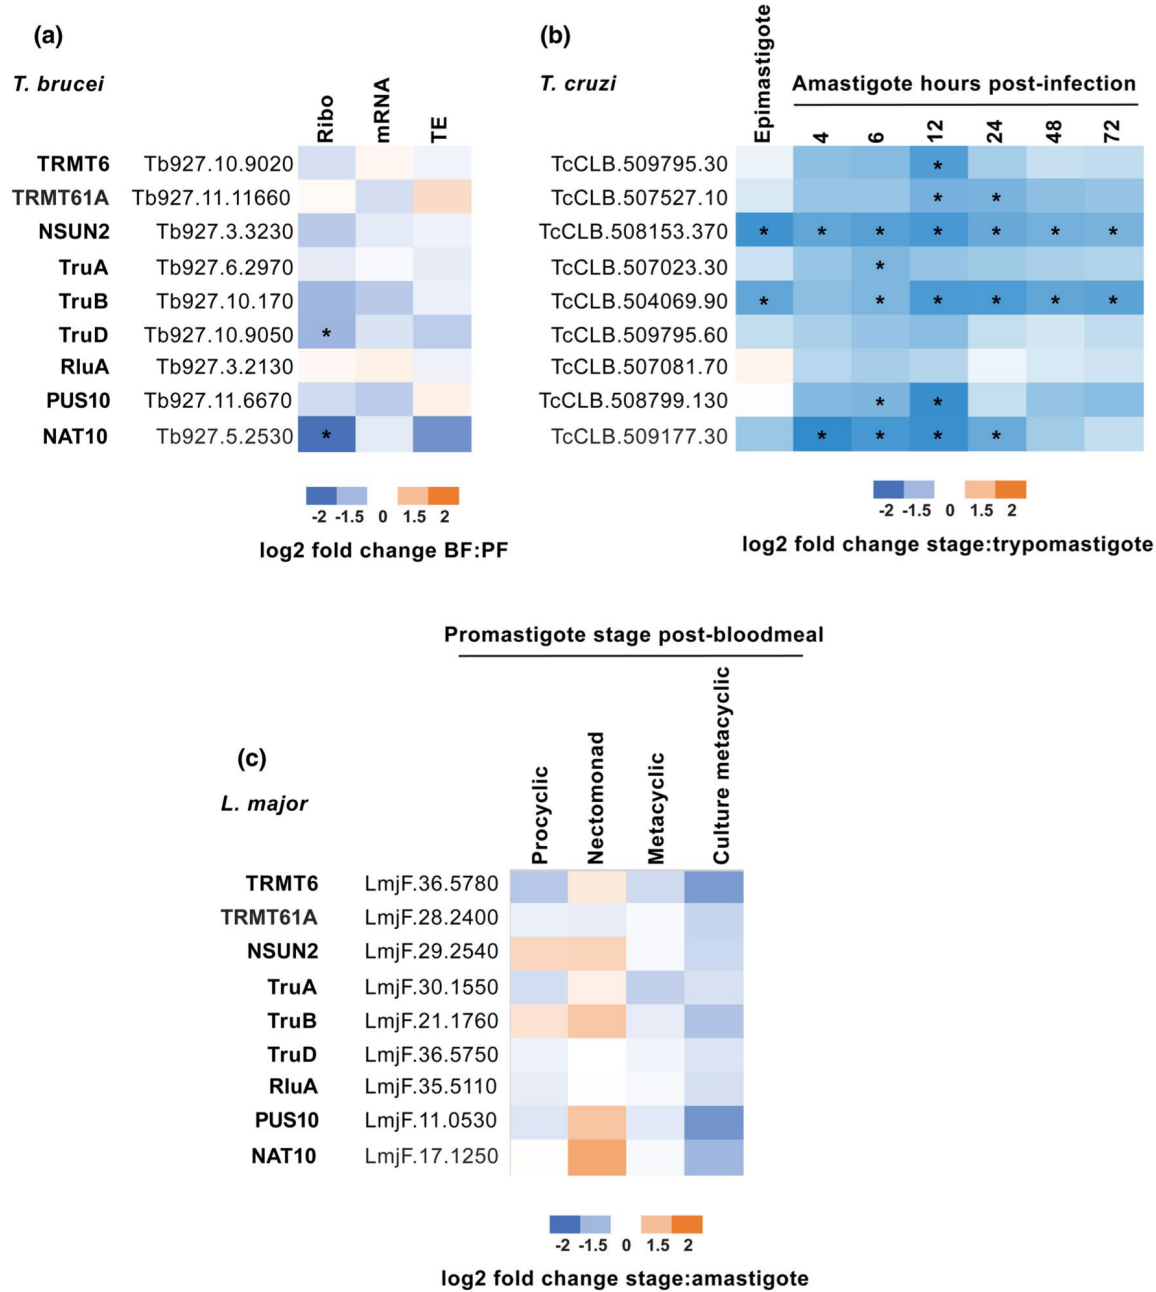 (a)
T. brucei
Ribo
mRNA
TE
TRMT6 Tb927.10.9020
TRMT61A Tb927.11.11660
NSUN2 Tb927.3.3230
TruA Tb927.6.2970
TruB Tb927.10.170
TruD Tb927.10.9050 *
RluA Tb927.3.2130
PUS10 Tb927.11.6670
NAT10 Tb927.5.2530 *
-2 -1.5 0 1.5 2
log2 fold change BF:PF
(b)
T. cruzi
Epimastigote
Amastigote hours post-infection
4 6 12 24 48 72
TcCLB.509795.30 *
TcCLB.507527.10 * *
TcCLB.508153.370 * * * * * * *
TcCLB.507023.30 *
TcCLB.504069.90 * * * * * *
TcCLB.509795.60
TcCLB.507081.70
TcCLB.508799.130 * *
TcCLB.509177.30 * * * *
-2 -1.5 0 1.5 2
log2 fold change stage:trypomastigote
Promastigote stage post-bloodmeal
(c)
L. major
Procyclic
Nectomonad
Metacyclic
Culture metacyclic
TRMT6 LmjF.36.5780
TRMT61A LmjF.28.2400
NSUN2 LmjF.29.2540
TruA LmjF.30.1550
TruB LmjF.21.1760
TruD LmjF.36.5750
RluA LmjF.35.5110
PUS10 LmjF.11.0530
NAT10 LmjF.17.1250
-2 -1.5 0 1.5 2
log2 fold change stage:amastigote